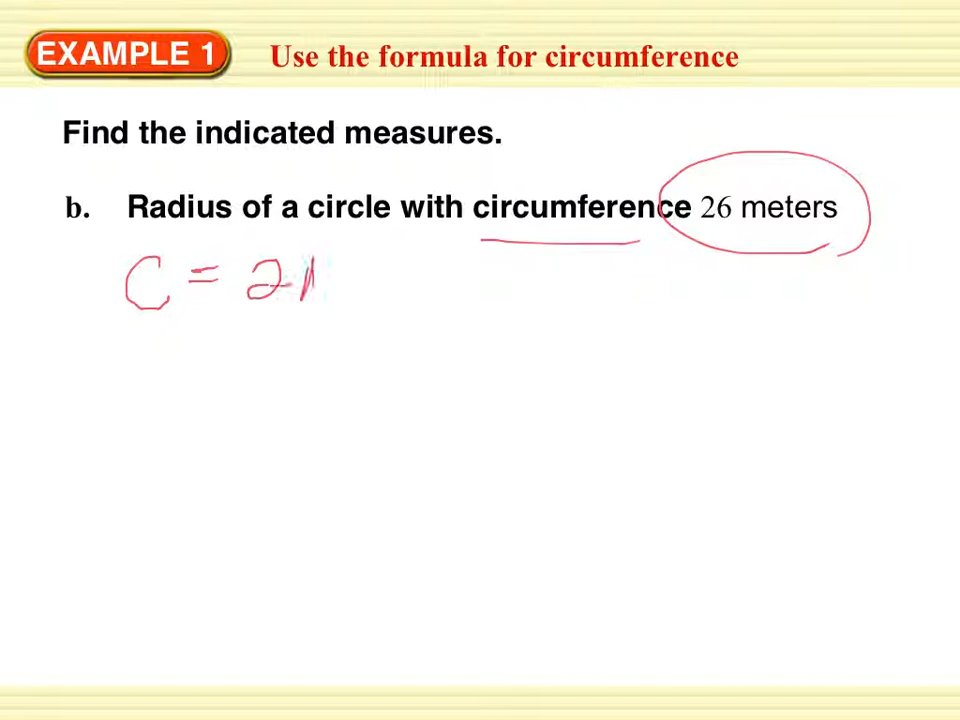 EXAMPLE 1
Use the formula for circumference
Find the indicated measures.
b. Radius of a circle with circumference 26 meters
C = 2